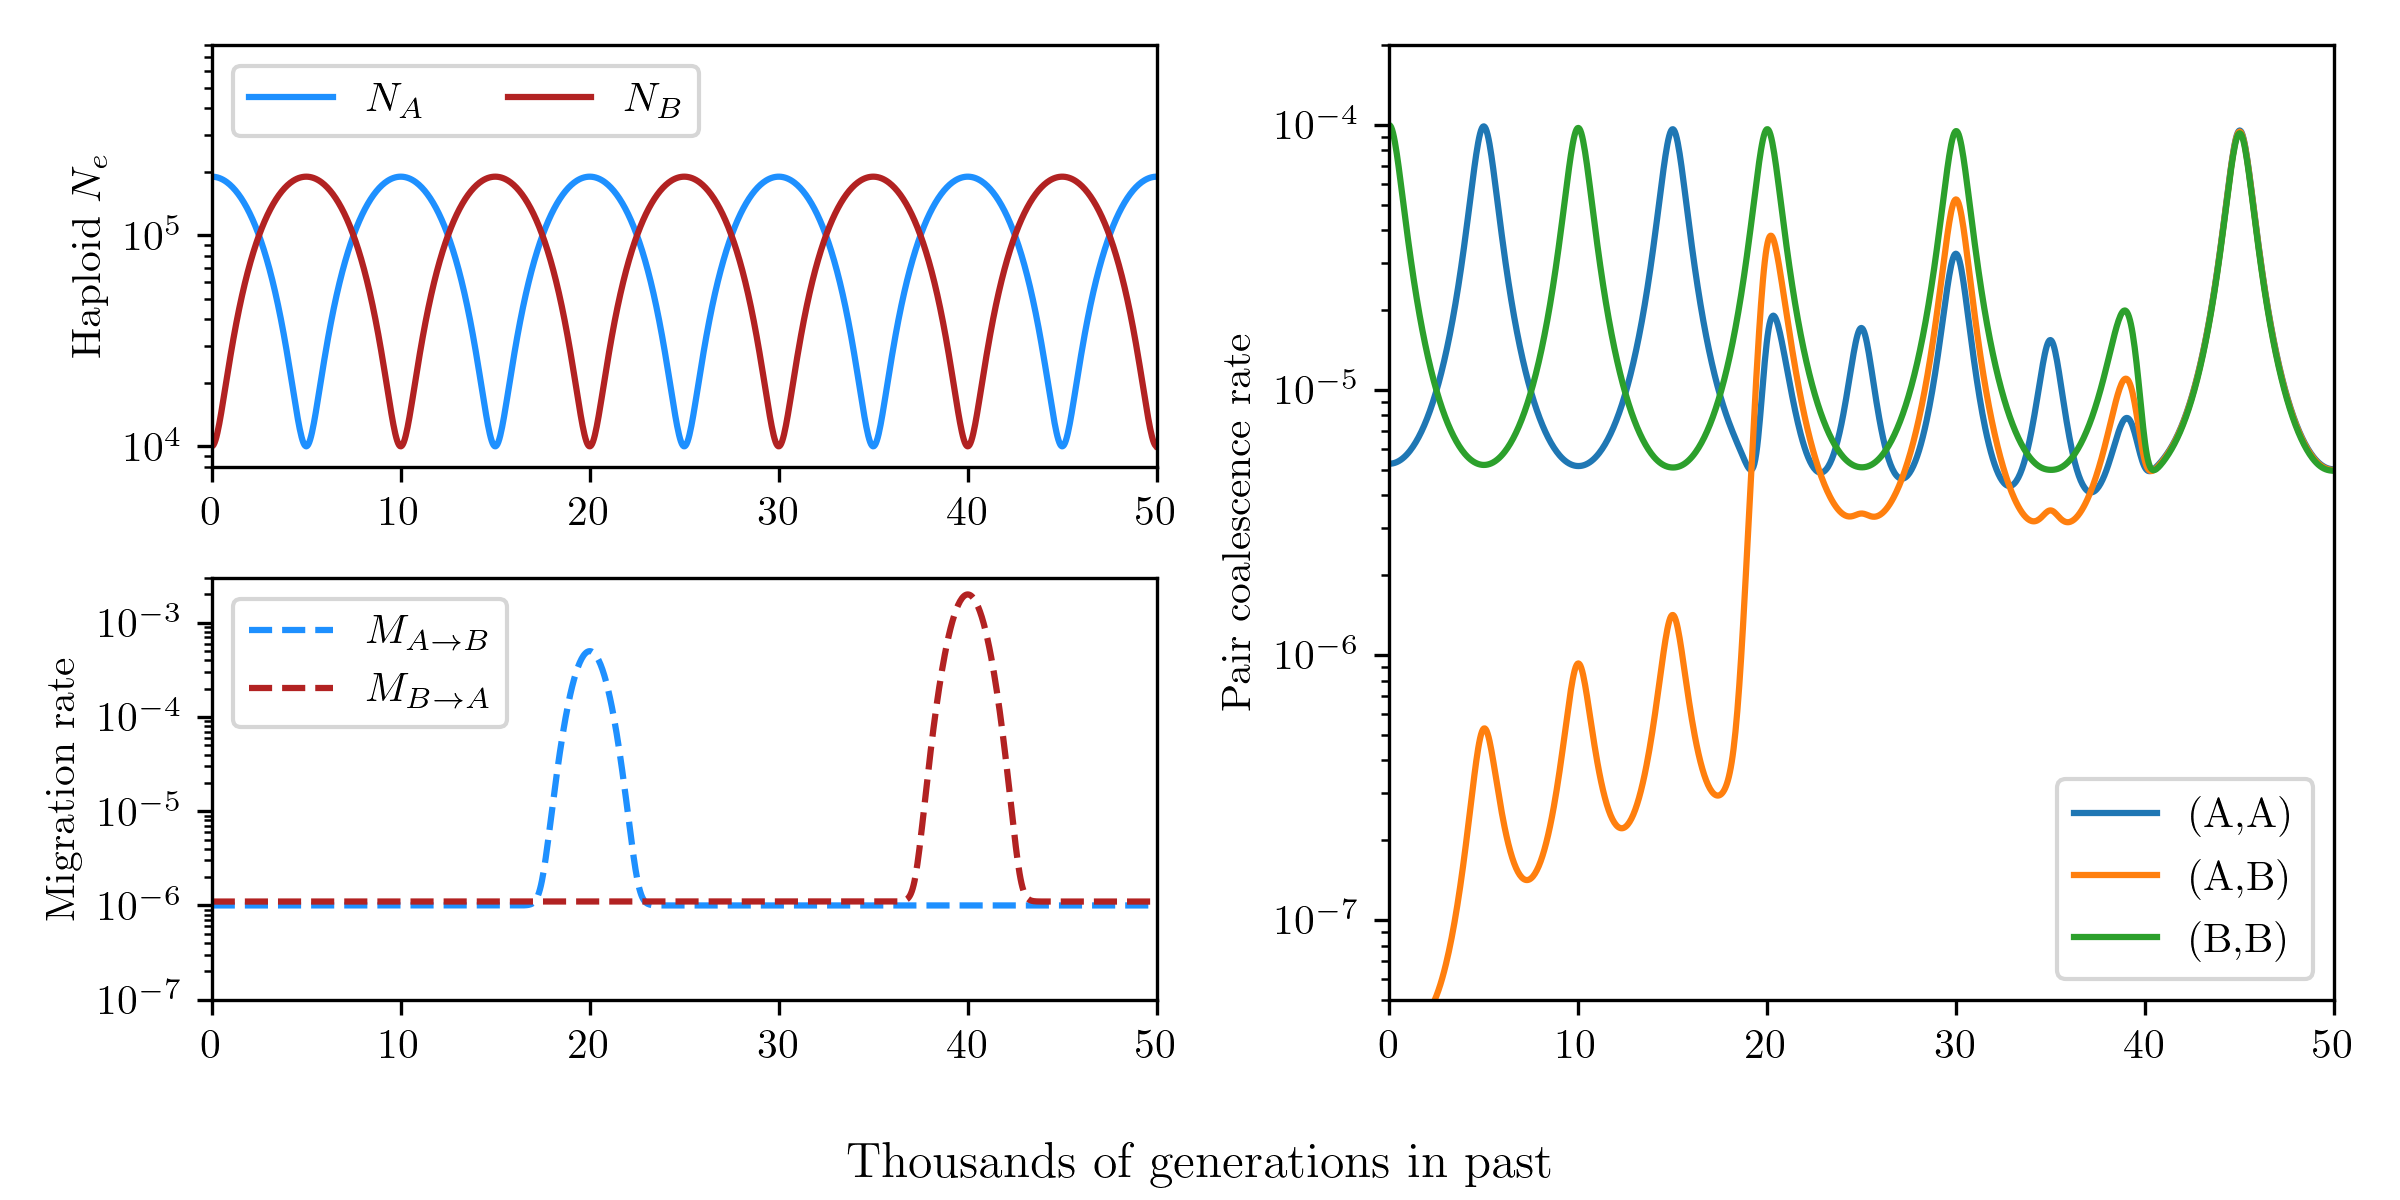 N_A N_B
Haploid N_e
10^5
10^4
0 10 20 30 40 50
M_{A→B}
M_{B→A}
Migration rate
10^{-3}
10^{-4}
10^{-5}
10^{-6}
10^{-7}
0 10 20 30 40 50
Pair coalescence rate
10^{-4}
10^{-5}
10^{-6}
10^{-7}
(A,A)
(A,B)
(B,B)
0 10 20 30 40 50
Thousands of generations in past